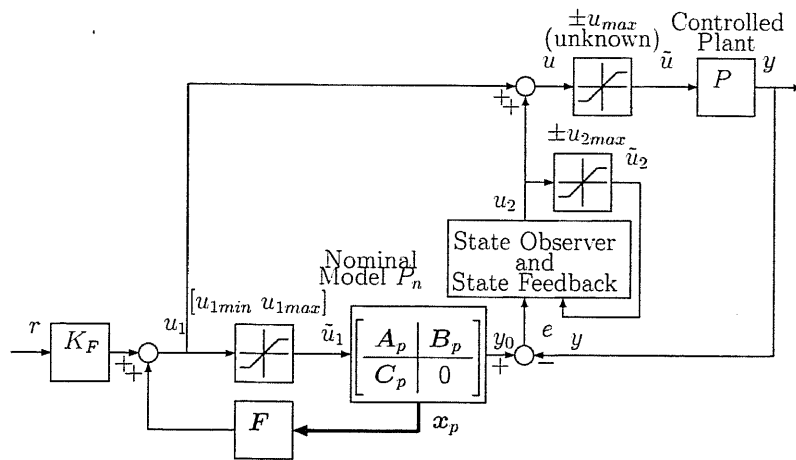 ±u_max
(unknown)
Controlled
Plant
u
ũ
P
y
+
+
±u_2max
ũ_2
u_2
State Observer
and
State Feedback
Nominal
Model P_n
[u_1min u_1max]
r
K_F
+
+
u_1
ũ_1
A_p B_p
C_p 0
y_0
+
e
−
y
F
x_p